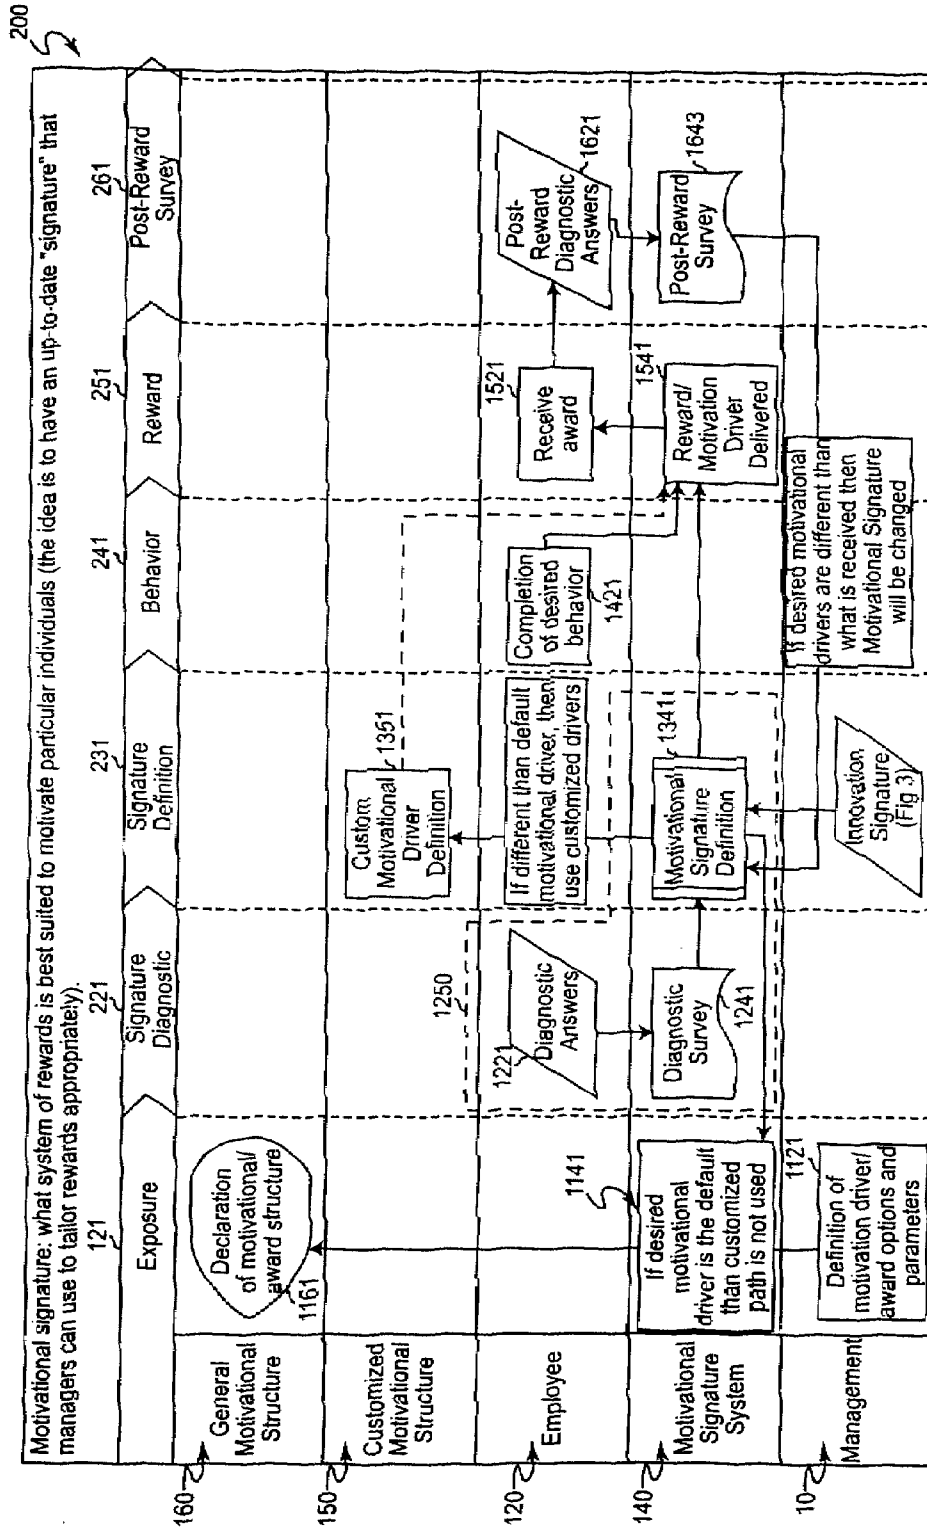 200
Motivational signature: what system of rewards is best suited to motivate particular individuals (the idea is to have an up-to-date "signature" that
managers can use to tailor rewards appropriately).
121
221
231
241
251
261
Exposure
Signature
Diagnostic
Signature
Definition
Behavior
Reward
Post-Reward
Survey
160
General
Motivational
Structure
Declaration
of motivational/
award structure
1161
150
Customized
Motivational
Structure
Custom
Motivational
Driver
Definition
1351
120
Employee
1250
1221
Diagnostic
Answers
If different than default
motivational driver, then
use customized drivers
Completion
of desired
behavior
1421
1521
Receive
award
Post-
Reward
Diagnostic
Answers
1621
140
Motivational
Signature
System
1141
If desired
motivational
driver is the default
than customized
path is not used
Diagnostic
Survey
1241
Motivational
Signature
Definition
1341
Reward/
Motivation
Driver
Delivered
1541
Post-Reward
Survey
1643
10
Management
1121
Definition of
motivation driver/
award options and
parameters
Innovation
Signature
(Fig 3)
If desired motivational
drivers are different than
what is received then
Motivational Signature
will be changed